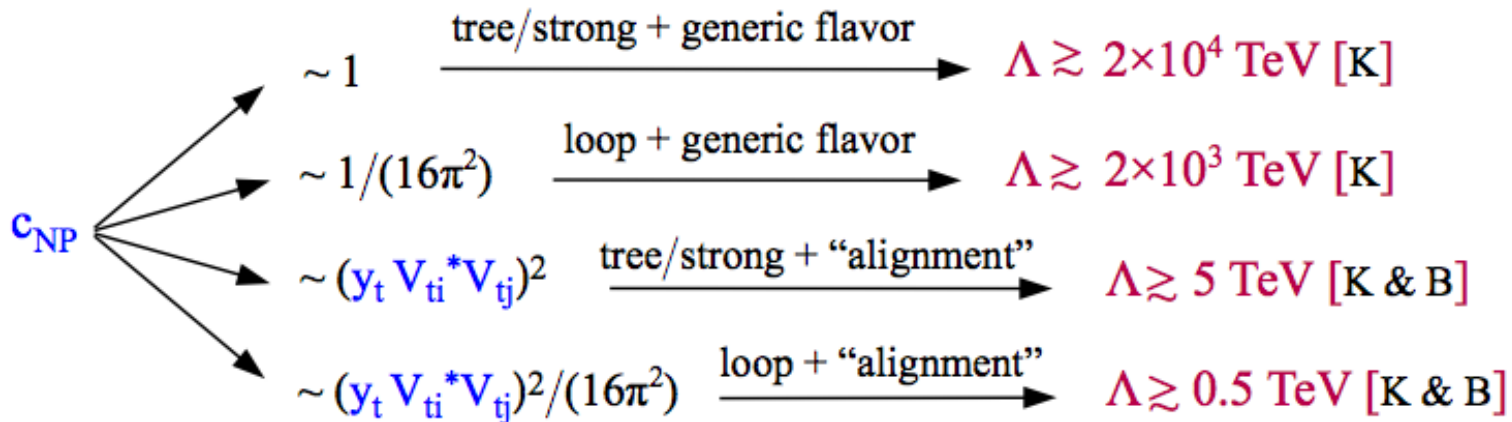 c_NP
~ 1 tree/strong + generic flavor Λ ≳ 2×10⁴ TeV [K]
~ 1/(16π²) loop + generic flavor Λ ≳ 2×10³ TeV [K]
~ (y_t V_ti* V_tj)² tree/strong + “alignment” Λ ≳ 5 TeV [K & B]
~ (y_t V_ti* V_tj)²/(16π²) loop + “alignment” Λ ≳ 0.5 TeV [K & B]